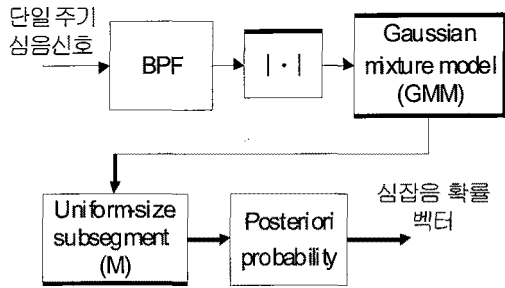 단일 주기
심음신호
BPF
| · |
Gaussian
mixture model
(GMM)
Uniform-size
subsegment
(M)
Posteriori
probability
심잡음 확률
벡터